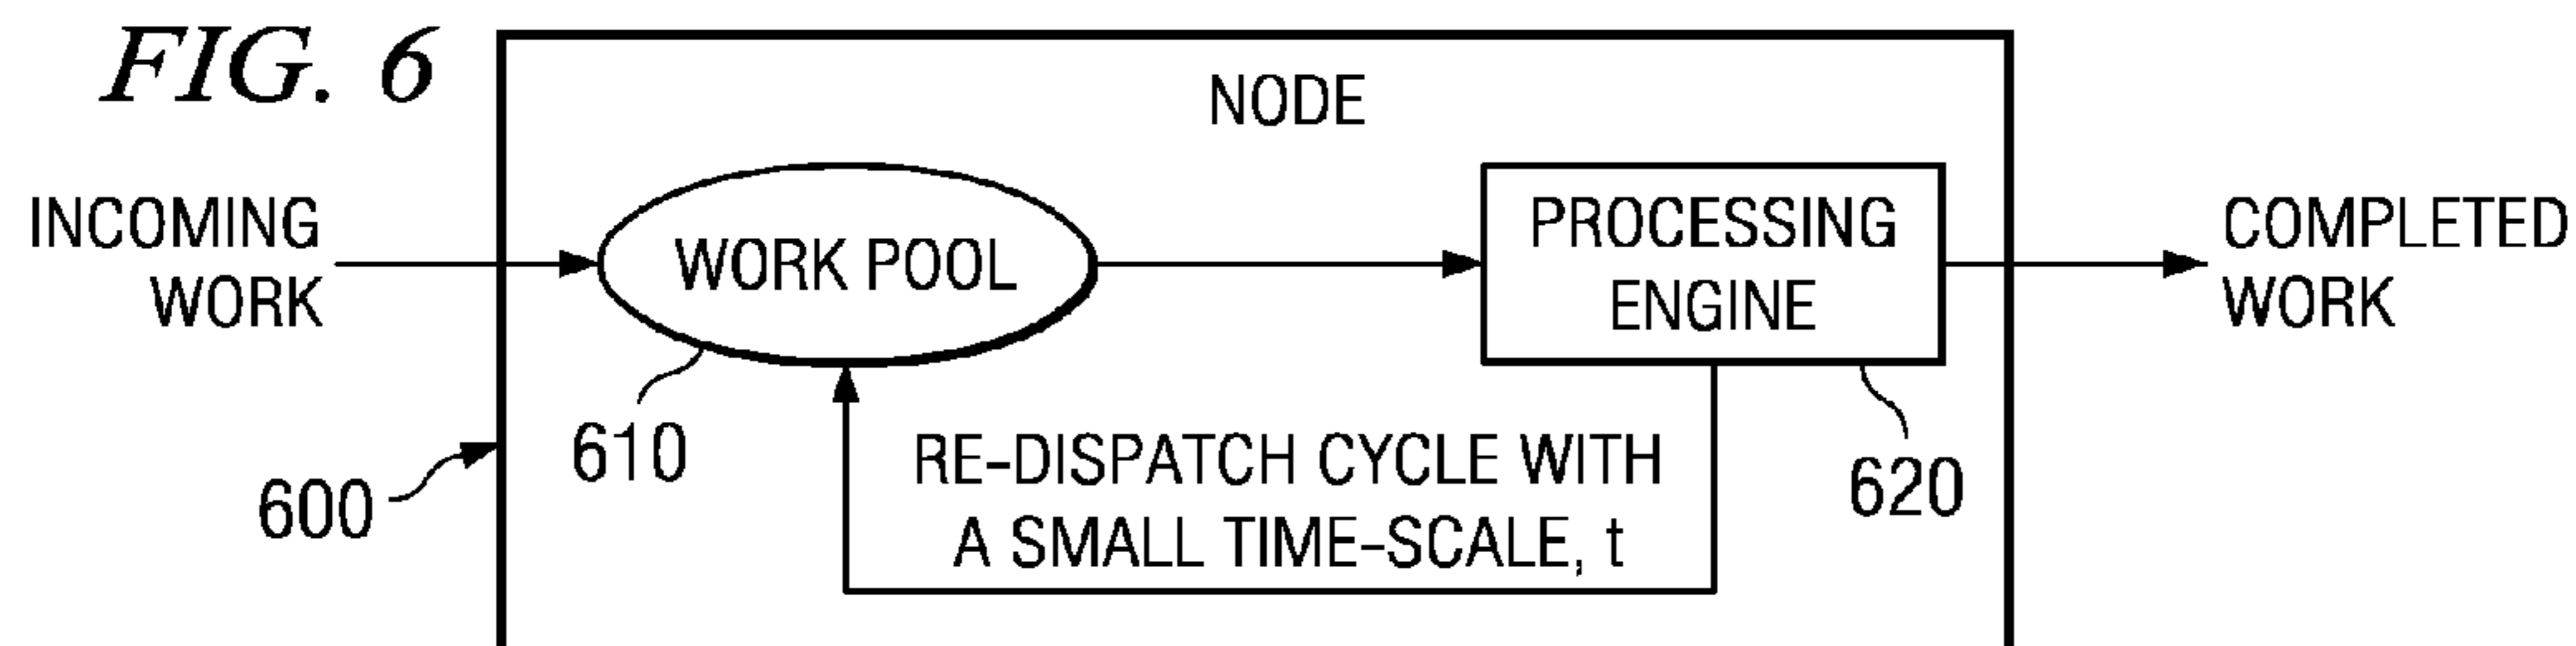 FIG. 6
NODE
INCOMING
WORK
WORK POOL
PROCESSING
ENGINE
COMPLETED
WORK
610
RE-DISPATCH CYCLE WITH
A SMALL TIME-SCALE, t
620
600